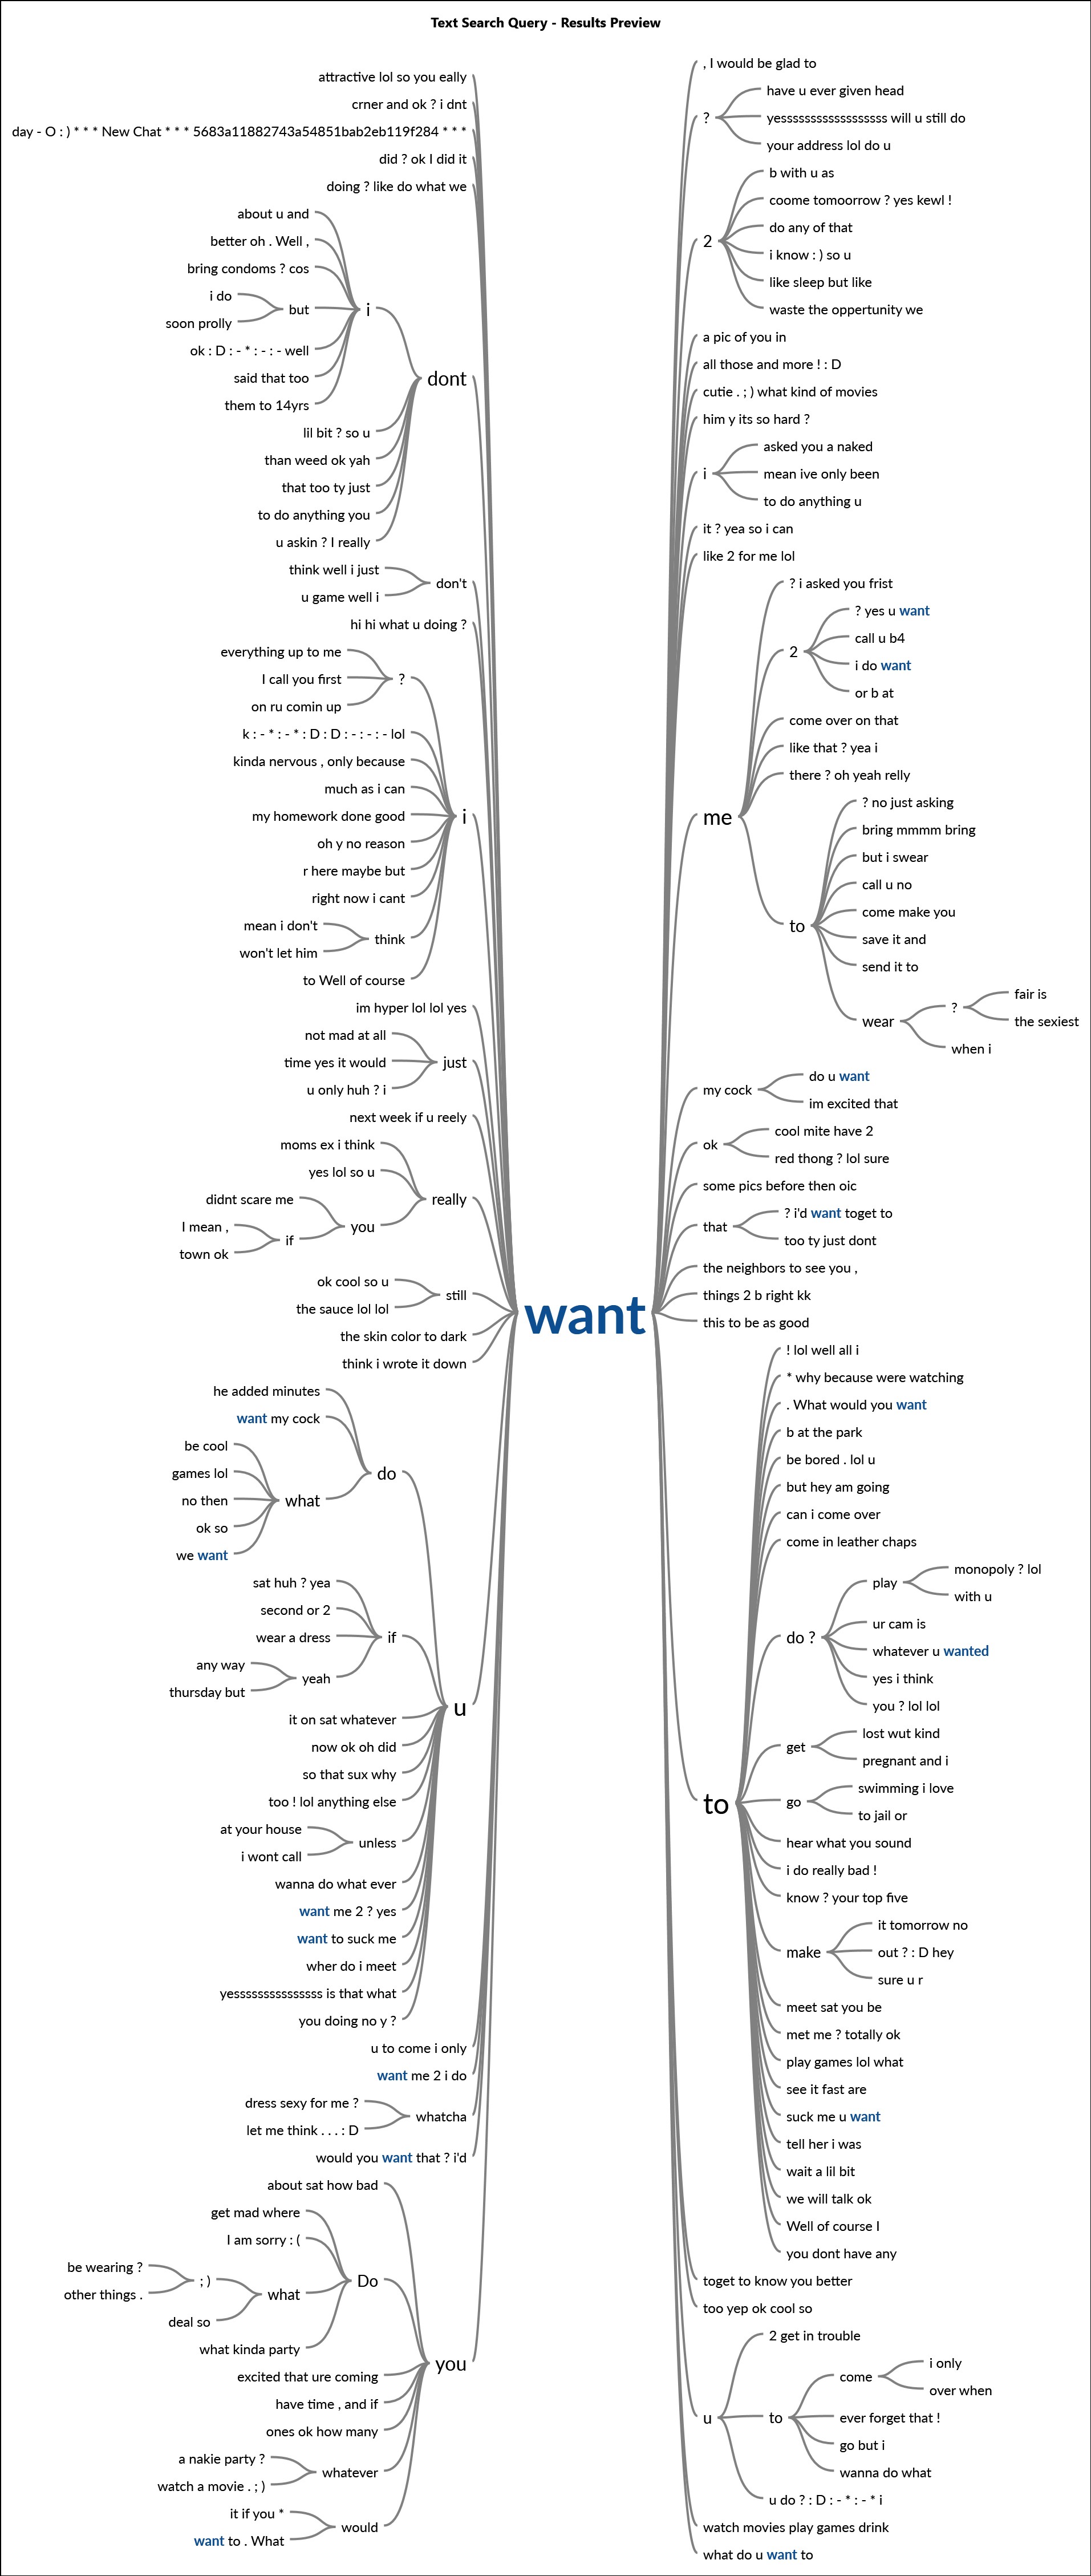 Text Search Query - Results Preview
attractive lol so you eally
crner and ok ? i dnt
day - O : ) * * * New Chat * * * 5683a11882743a54851bab2eb119f284 * * *
did ? ok I did it
doing ? like do what we
about u and
better oh . Well ,
bring condoms ? cos
i do
soon prolly
but
ok : D : - * : - : - well
said that too
them to 14yrs
i
lil bit ? so u
than weed ok yah
that too ty just
to do anything you
u askin ? I really
dont
think well i just
u game well i
don't
hi hi what u doing ?
everything up to me
I call you first
on ru comin up
?
k : - * : - * : D : D : - : - : - lol
kinda nervous , only because
much as i can
my homework done good
oh y no reason
r here maybe but
right now i cant
mean i don't
won't let him
think
to Well of course
i
im hyper lol lol yes
not mad at all
time yes it would
u only huh ? i
just
next week if u reely
moms ex i think
yes lol so u
didnt scare me
I mean ,
town ok
if
you
really
ok cool so u
the sauce lol lol
still
the skin color to dark
think i wrote it down
he added minutes
want my cock
be cool
games lol
no then
ok so
we want
what
do
sat huh ? yea
second or 2
wear a dress
any way
thursday but
yeah
if
it on sat whatever
now ok oh did
so that sux why
too ! lol anything else
at your house
i wont call
unless
wanna do what ever
want me 2 ? yes
want to suck me
wher do i meet
yesssssssssssssss is that what
you doing no y ?
u
u to come i only
want me 2 i do
dress sexy for me ?
let me think . . . : D
whatcha
would you want that ? i'd
about sat how bad
get mad where
I am sorry : (
be wearing ?
other things .
; )
deal so
what
what kinda party
Do
excited that ure coming
have time , and if
ones ok how many
a nakie party ?
watch a movie . ; )
whatever
it if you *
want to . What
would
you
want
, I would be glad to
?
have u ever given head
yesssssssssssssssssss will u still do
your address lol do u
2
b with u as
coome tomoorrow ? yes kewl !
do any of that
i know : ) so u
like sleep but like
waste the oppertunity we
a pic of you in
all those and more ! : D
cutie . ; ) what kind of movies
him y its so hard ?
i
asked you a naked
mean ive only been
to do anything u
it ? yea so i can
like 2 for me lol
me
? i asked you frist
2
? yes u want
call u b4
i do want
or b at
come over on that
like that ? yea i
there ? oh yeah relly
to
? no just asking
bring mmmm bring
but i swear
call u no
come make you
save it and
send it to
wear
?
fair is
the sexiest
when i
my cock
do u want
im excited that
ok
cool mite have 2
red thong ? lol sure
some pics before then oic
that
? i'd want toget to
too ty just dont
the neighbors to see you ,
things 2 b right kk
this to be as good
to
! lol well all i
* why because were watching
. What would you want
b at the park
be bored . lol u
but hey am going
can i come over
come in leather chaps
do ?
play
monopoly ? lol
with u
ur cam is
whatever u wanted
yes i think
you ? lol lol
get
lost wut kind
pregnant and i
go
swimming i love
to jail or
hear what you sound
i do really bad !
know ? your top five
make
it tomorrow no
out ? : D hey
sure u r
meet sat you be
met me ? totally ok
play games lol what
see it fast are
suck me u want
tell her i was
wait a lil bit
we will talk ok
Well of course I
you dont have any
toget to know you better
too yep ok cool so
u
2 get in trouble
to
come
i only
over when
ever forget that !
go but i
wanna do what
u do ? : D : - * : - * i
watch movies play games drink
what do u want to